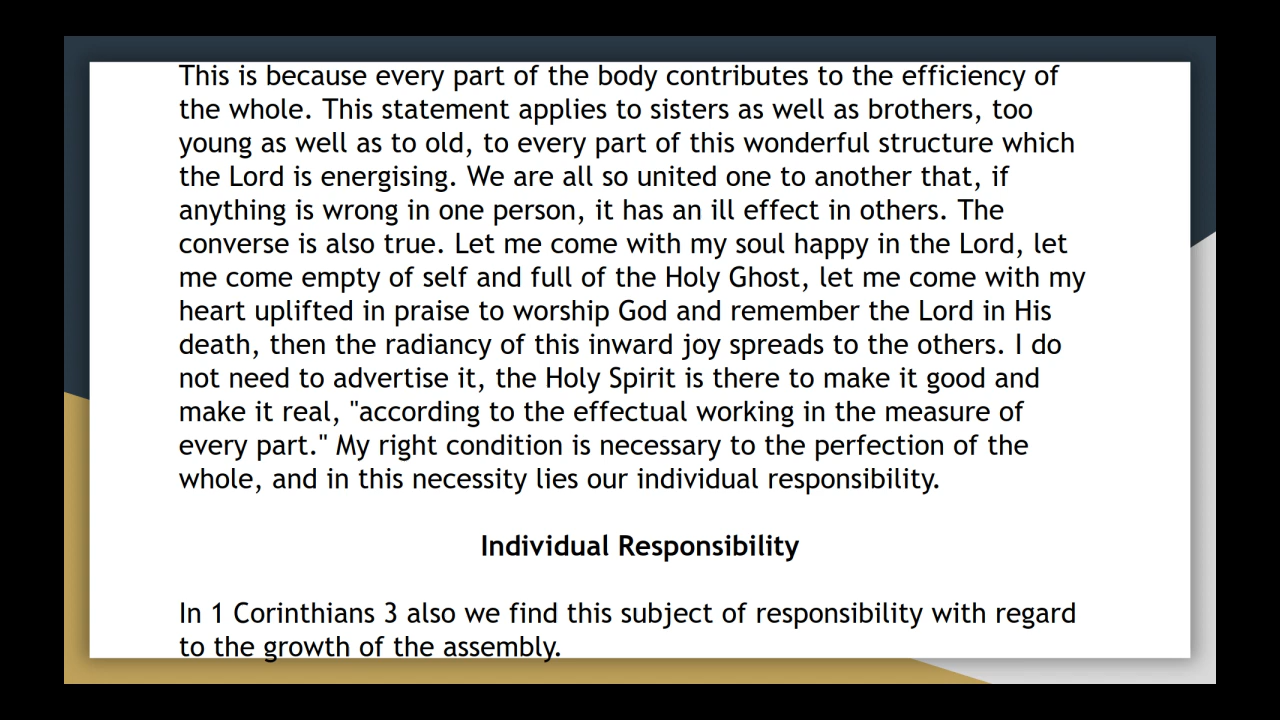 This is because every part of the body contributes to the efficiency of
the whole. This statement applies to sisters as well as brothers, too
young as well as to old, to every part of this wonderful structure which
the Lord is energising. We are all so united one to another that, if
anything is wrong in one person, it has an ill effect in others. The
converse is also true. Let me come with my soul happy in the Lord, let
me come empty of self and full of the Holy Ghost, let me come with my
heart uplifted in praise to worship God and remember the Lord in His
death, then the radiancy of this inward joy spreads to the others. I do
not need to advertise it, the Holy Spirit is there to make it good and
make it real, "according to the effectual working in the measure of
every part." My right condition is necessary to the perfection of the
whole, and in this necessity lies our individual responsibility.
Individual Responsibility
In 1 Corinthians 3 also we find this subject of responsibility with regard
to the growth of the assembly.